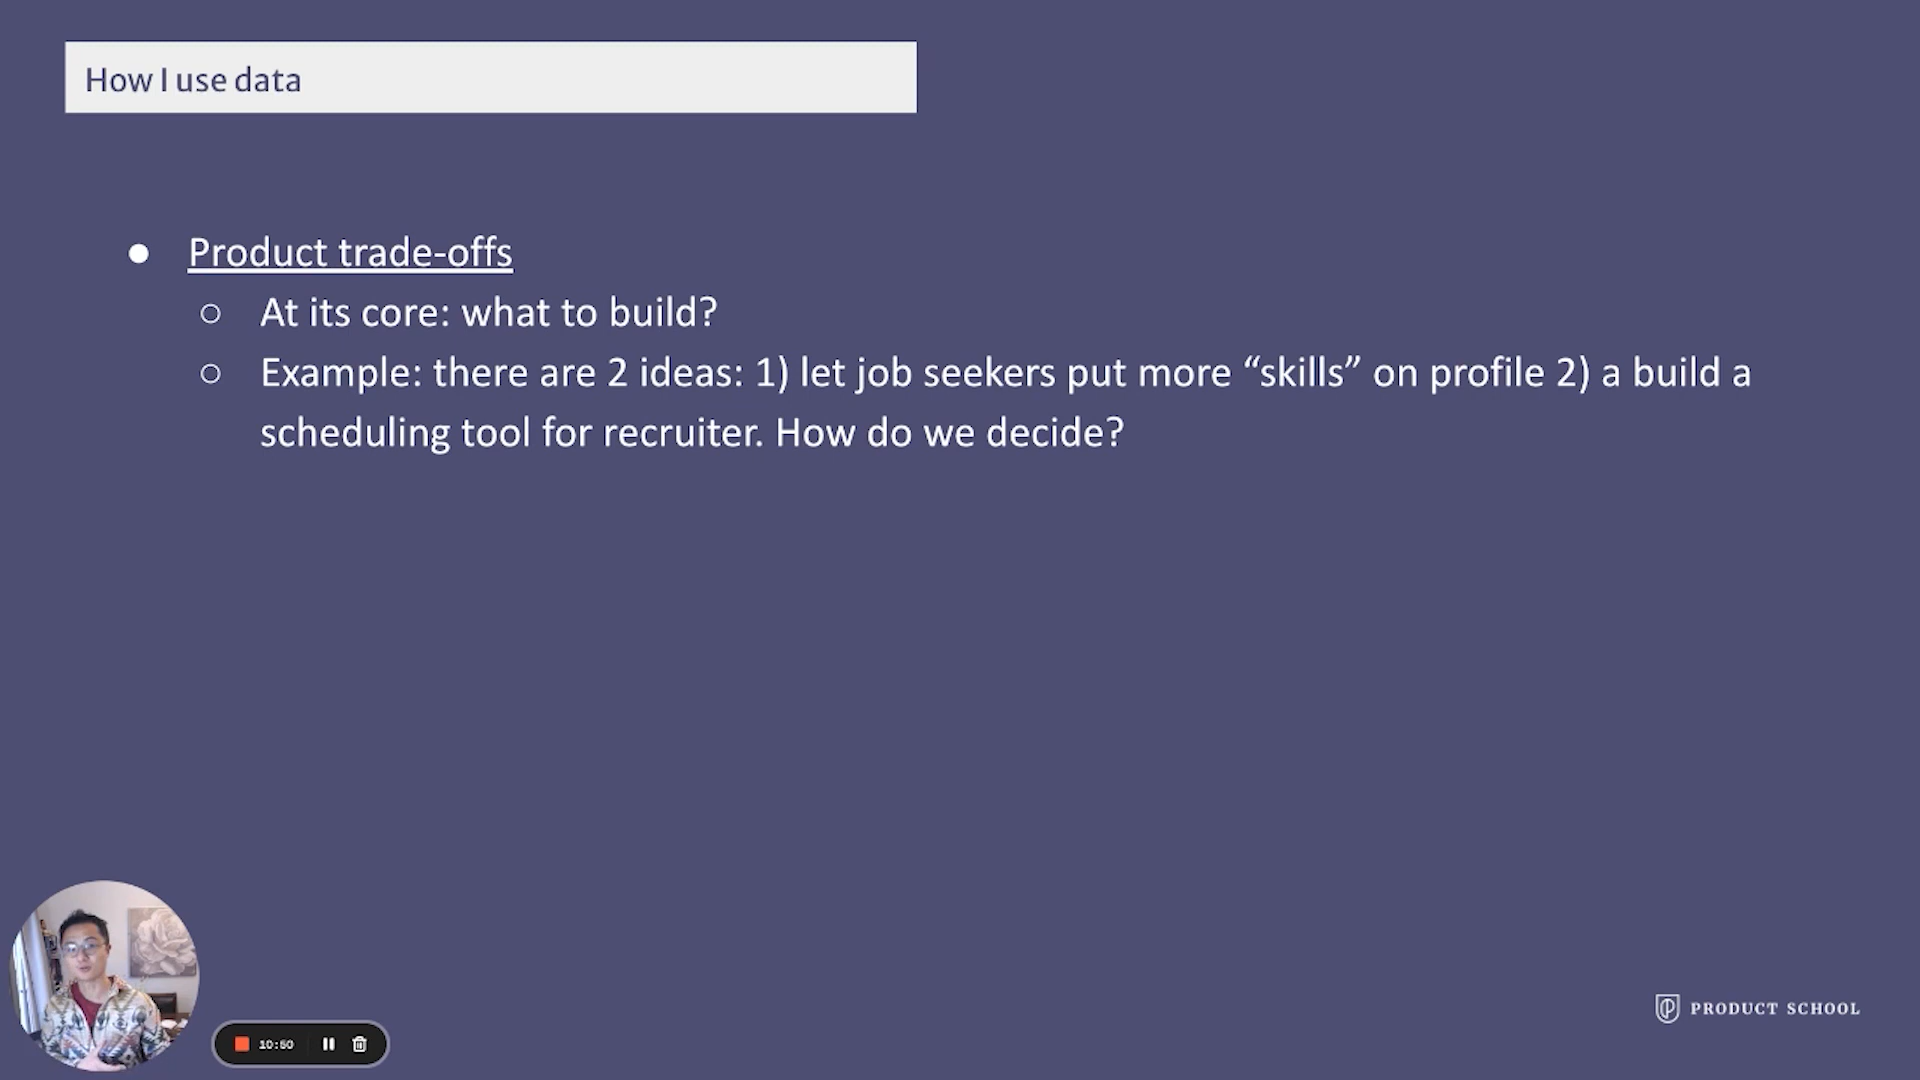 How I use data
● Product trade-offs
○ At its core: what to build?
○ Example: there are 2 ideas: 1) let job seekers put more “skills” on profile 2) a build a
scheduling tool for recruiter. How do we decide?
10:50
PRODUCT SCHOOL